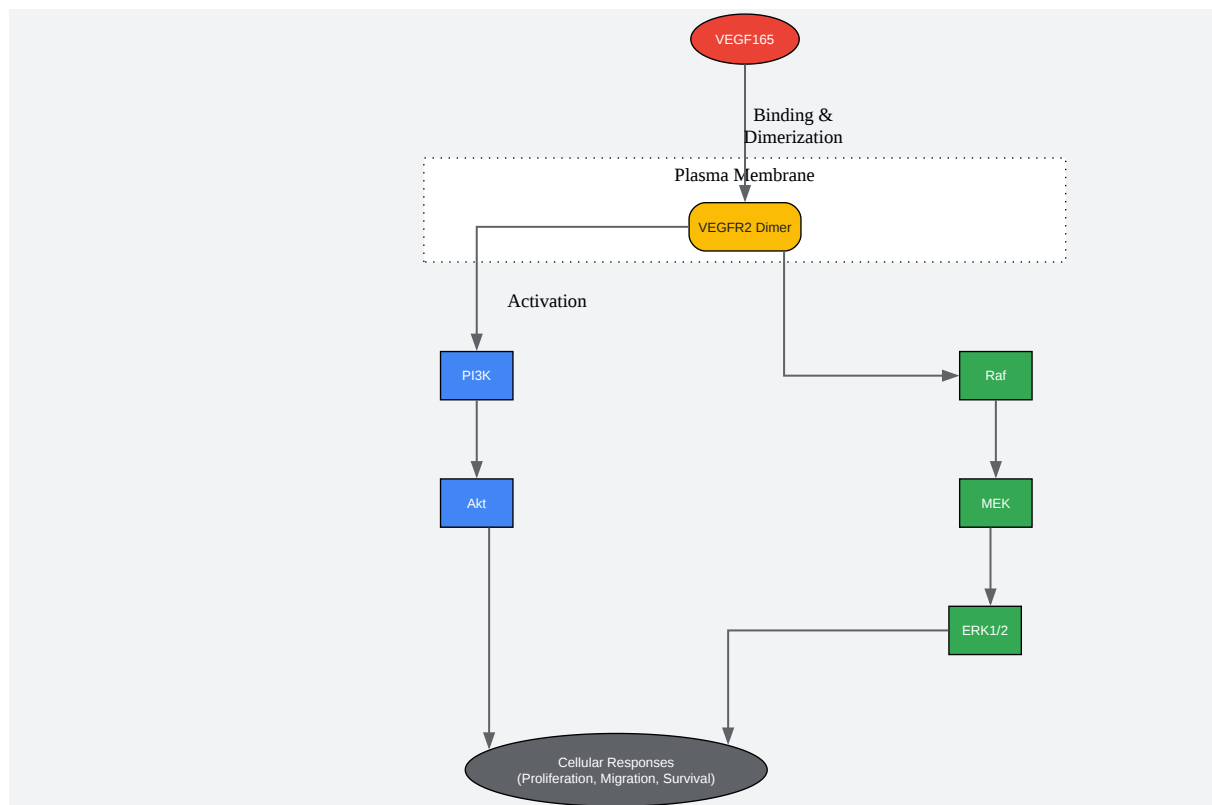 VEGF165
Binding &
Dimerization
Plasma Membrane
VEGFR2 Dimer
Activation
PI3K
Raf
Akt
MEK
ERK1/2
Cellular Responses
(Proliferation, Migration, Survival)